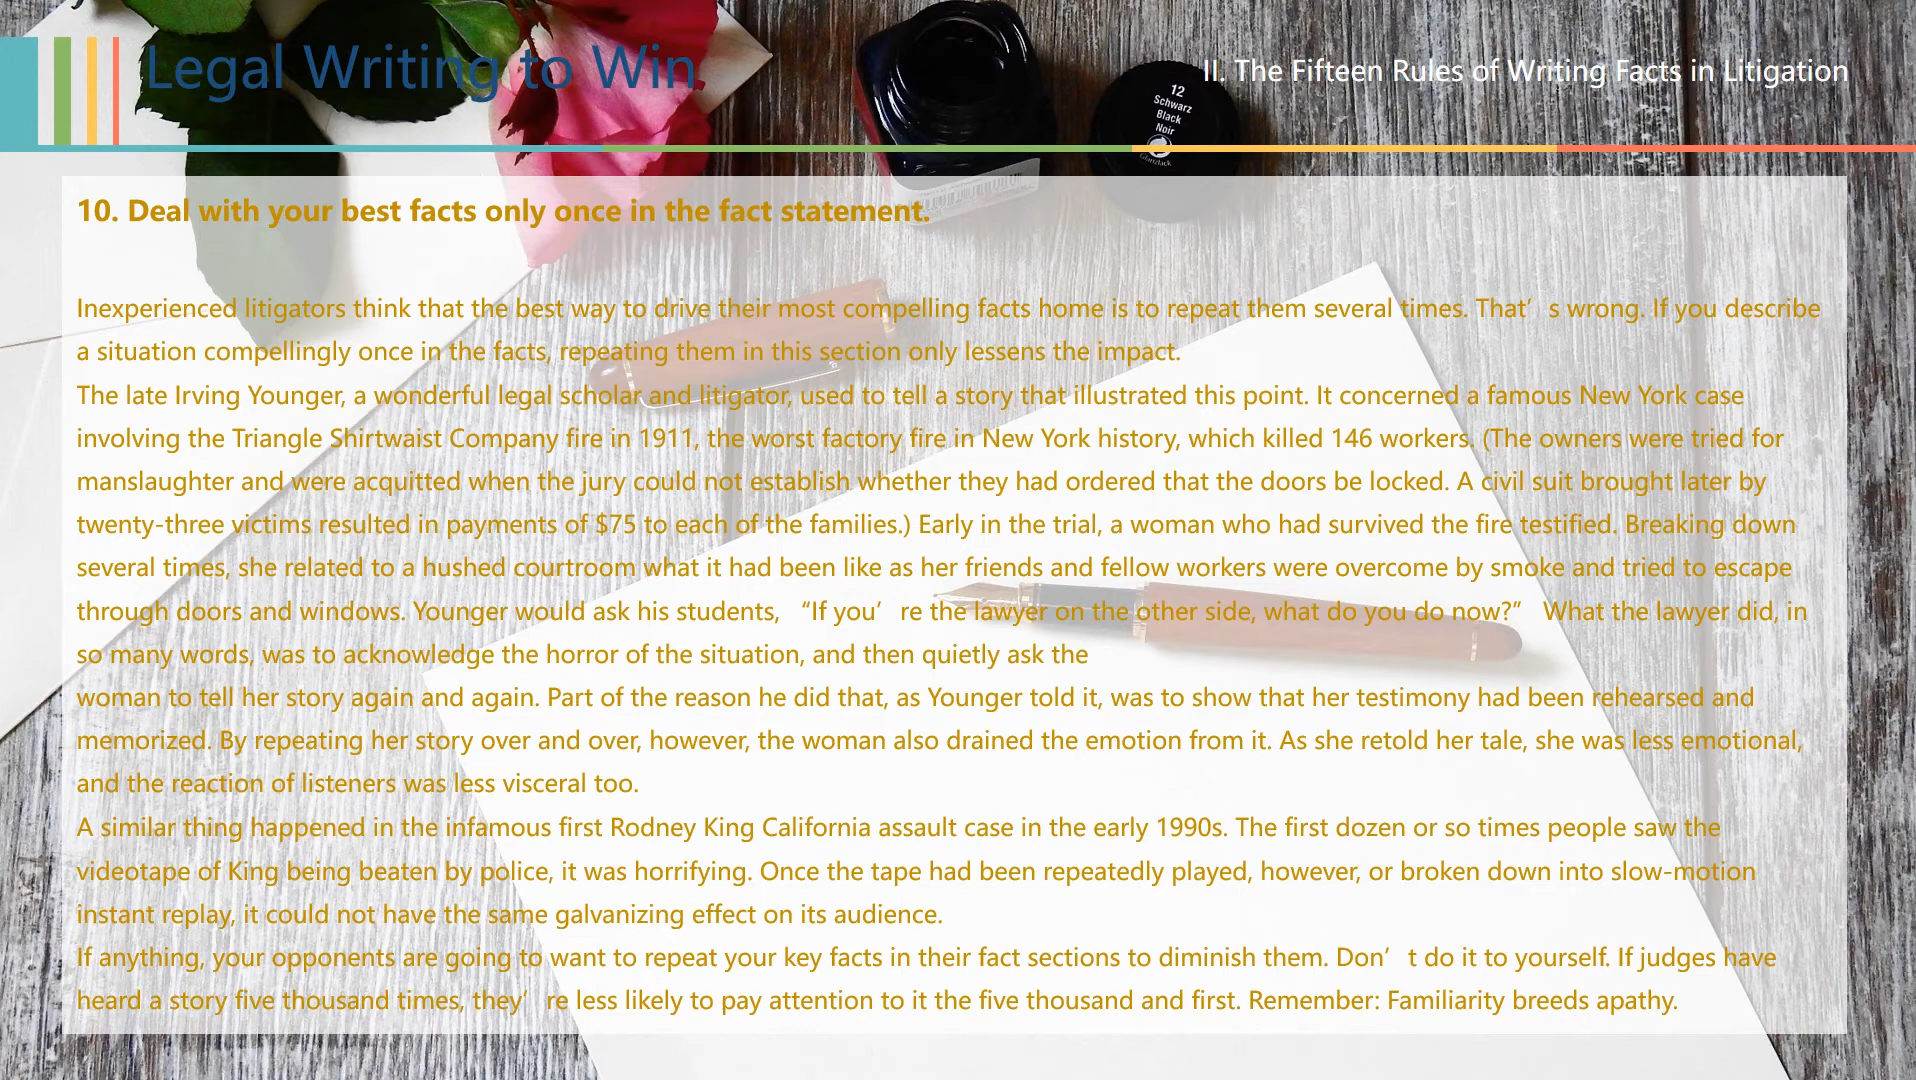 Legal Writing to Win
II. The Fifteen Rules of Writing Facts in Litigation
12
Schwarz
Black
Noir
10. Deal with your best facts only once in the fact statement.
Inexperienced litigators think that the best way to drive their most compelling facts home is to repeat them several times. That’s wrong. If you describe
a situation compellingly once in the facts, repeating them in this section only lessens the impact.
The late Irving Younger, a wonderful legal scholar and litigator, used to tell a story that illustrated this point. It concerned a famous New York case
involving the Triangle Shirtwaist Company fire in 1911, the worst factory fire in New York history, which killed 146 workers. (The owners were tried for
manslaughter and were acquitted when the jury could not establish whether they had ordered that the doors be locked. A civil suit brought later by
twenty-three victims resulted in payments of $75 to each of the families.) Early in the trial, a woman who had survived the fire testified. Breaking down
several times, she related to a hushed courtroom what it had been like as her friends and fellow workers were overcome by smoke and tried to escape
through doors and windows. Younger would ask his students, “If you’re the lawyer on the other side, what do you do now?” What the lawyer did, in
so many words, was to acknowledge the horror of the situation, and then quietly ask the
woman to tell her story again and again. Part of the reason he did that, as Younger told it, was to show that her testimony had been rehearsed and
memorized. By repeating her story over and over, however, the woman also drained the emotion from it. As she retold her tale, she was less emotional,
and the reaction of listeners was less visceral too.
A similar thing happened in the infamous first Rodney King California assault case in the early 1990s. The first dozen or so times people saw the
videotape of King being beaten by police, it was horrifying. Once the tape had been repeatedly played, however, or broken down into slow-motion
instant replay, it could not have the same galvanizing effect on its audience.
If anything, your opponents are going to want to repeat your key facts in their fact sections to diminish them. Don’t do it to yourself. If judges have
heard a story five thousand times, they’re less likely to pay attention to it the five thousand and first. Remember: Familiarity breeds apathy.